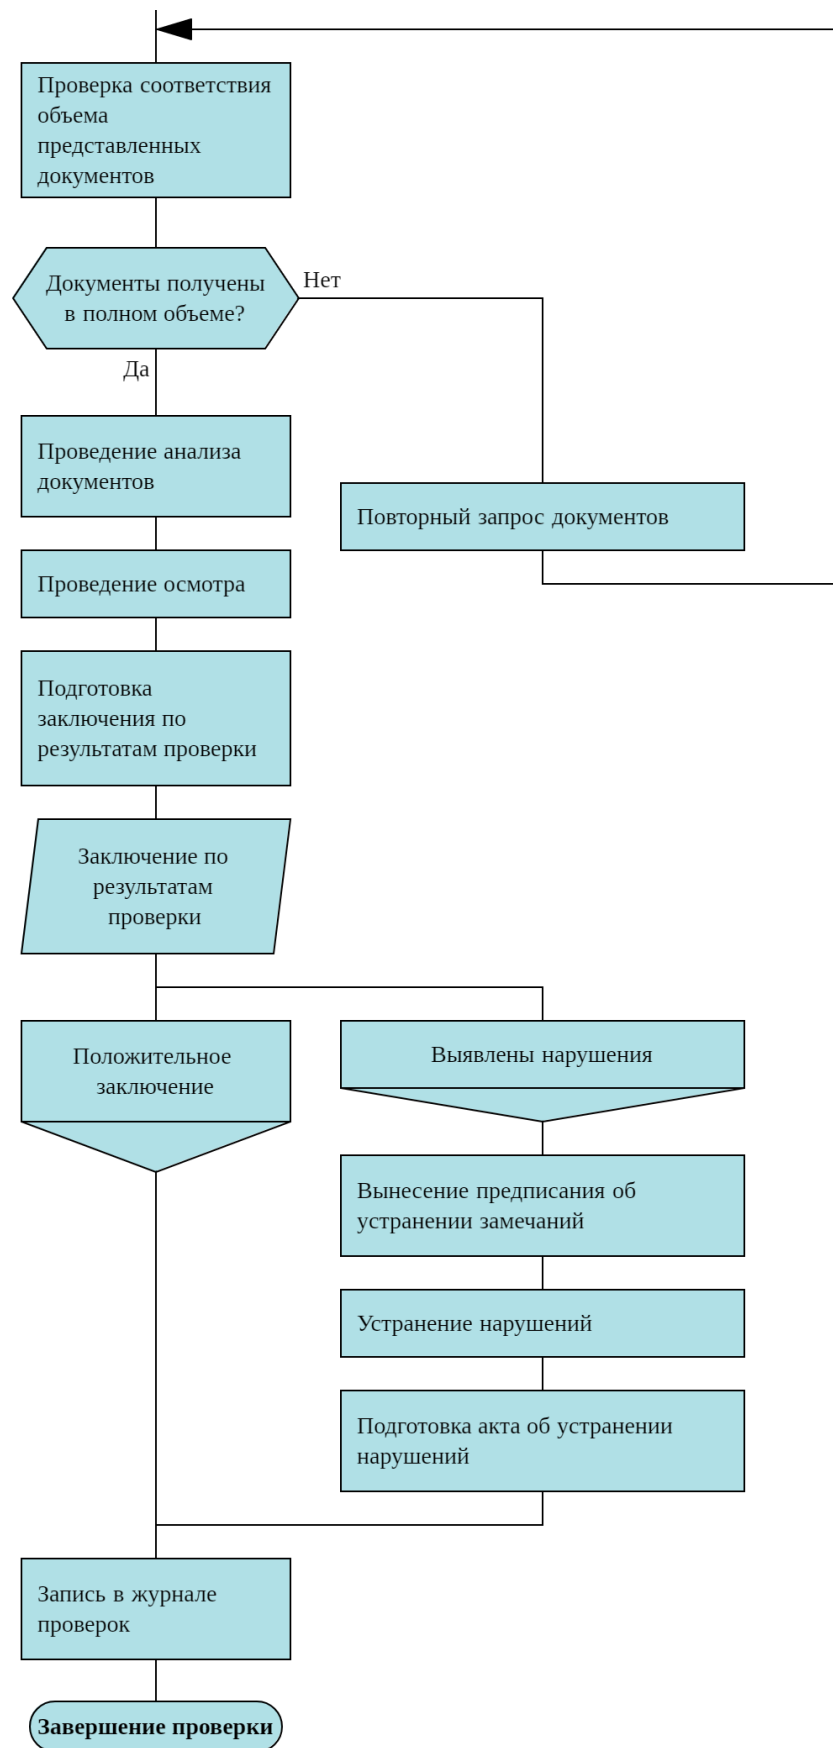 Проверка соответствия
объема
представленных
документов
Документы получены
в полном объеме?
Нет
Да
Проведение анализа
документов
Повторный запрос документов
Проведение осмотра
Подготовка
заключения по
результатам проверки
Заключение по
результатам
проверки
Положительное
заключение
Выявлены нарушения
Вынесение предписания об
устранении замечаний
Устранение нарушений
Подготовка акта об устранении
нарушений
Запись в журнале
проверок
Завершение проверки